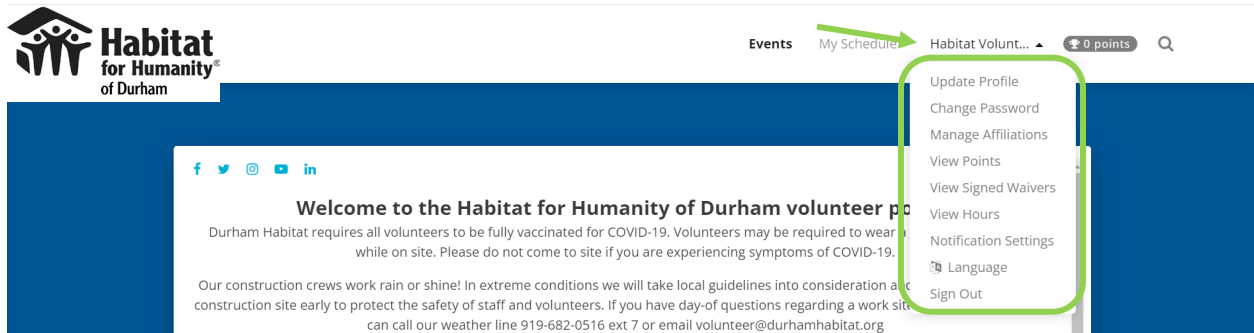 Habitat
for Humanity®
of Durham
Events My Schedule Habitat Volunt... 0 points
Update Profile
Change Password
Manage Affiliations
View Points
View Signed Waivers
View Hours
Notification Settings
Language
Sign Out
Welcome to the Habitat for Humanity of Durham volunteer po
Durham Habitat requires all volunteers to be fully vaccinated for COVID-19. Volunteers may be required to wear a
while on site. Please do not come to site if you are experiencing symptoms of COVID-19.
Our construction crews work rain or shine! In extreme conditions we will take local guidelines into consideration
construction site early to protect the safety of staff and volunteers. If you have day-of questions regarding a work
can call our weather line 919-682-0516 ext 7 or email volunteer@durhamhabitat.org